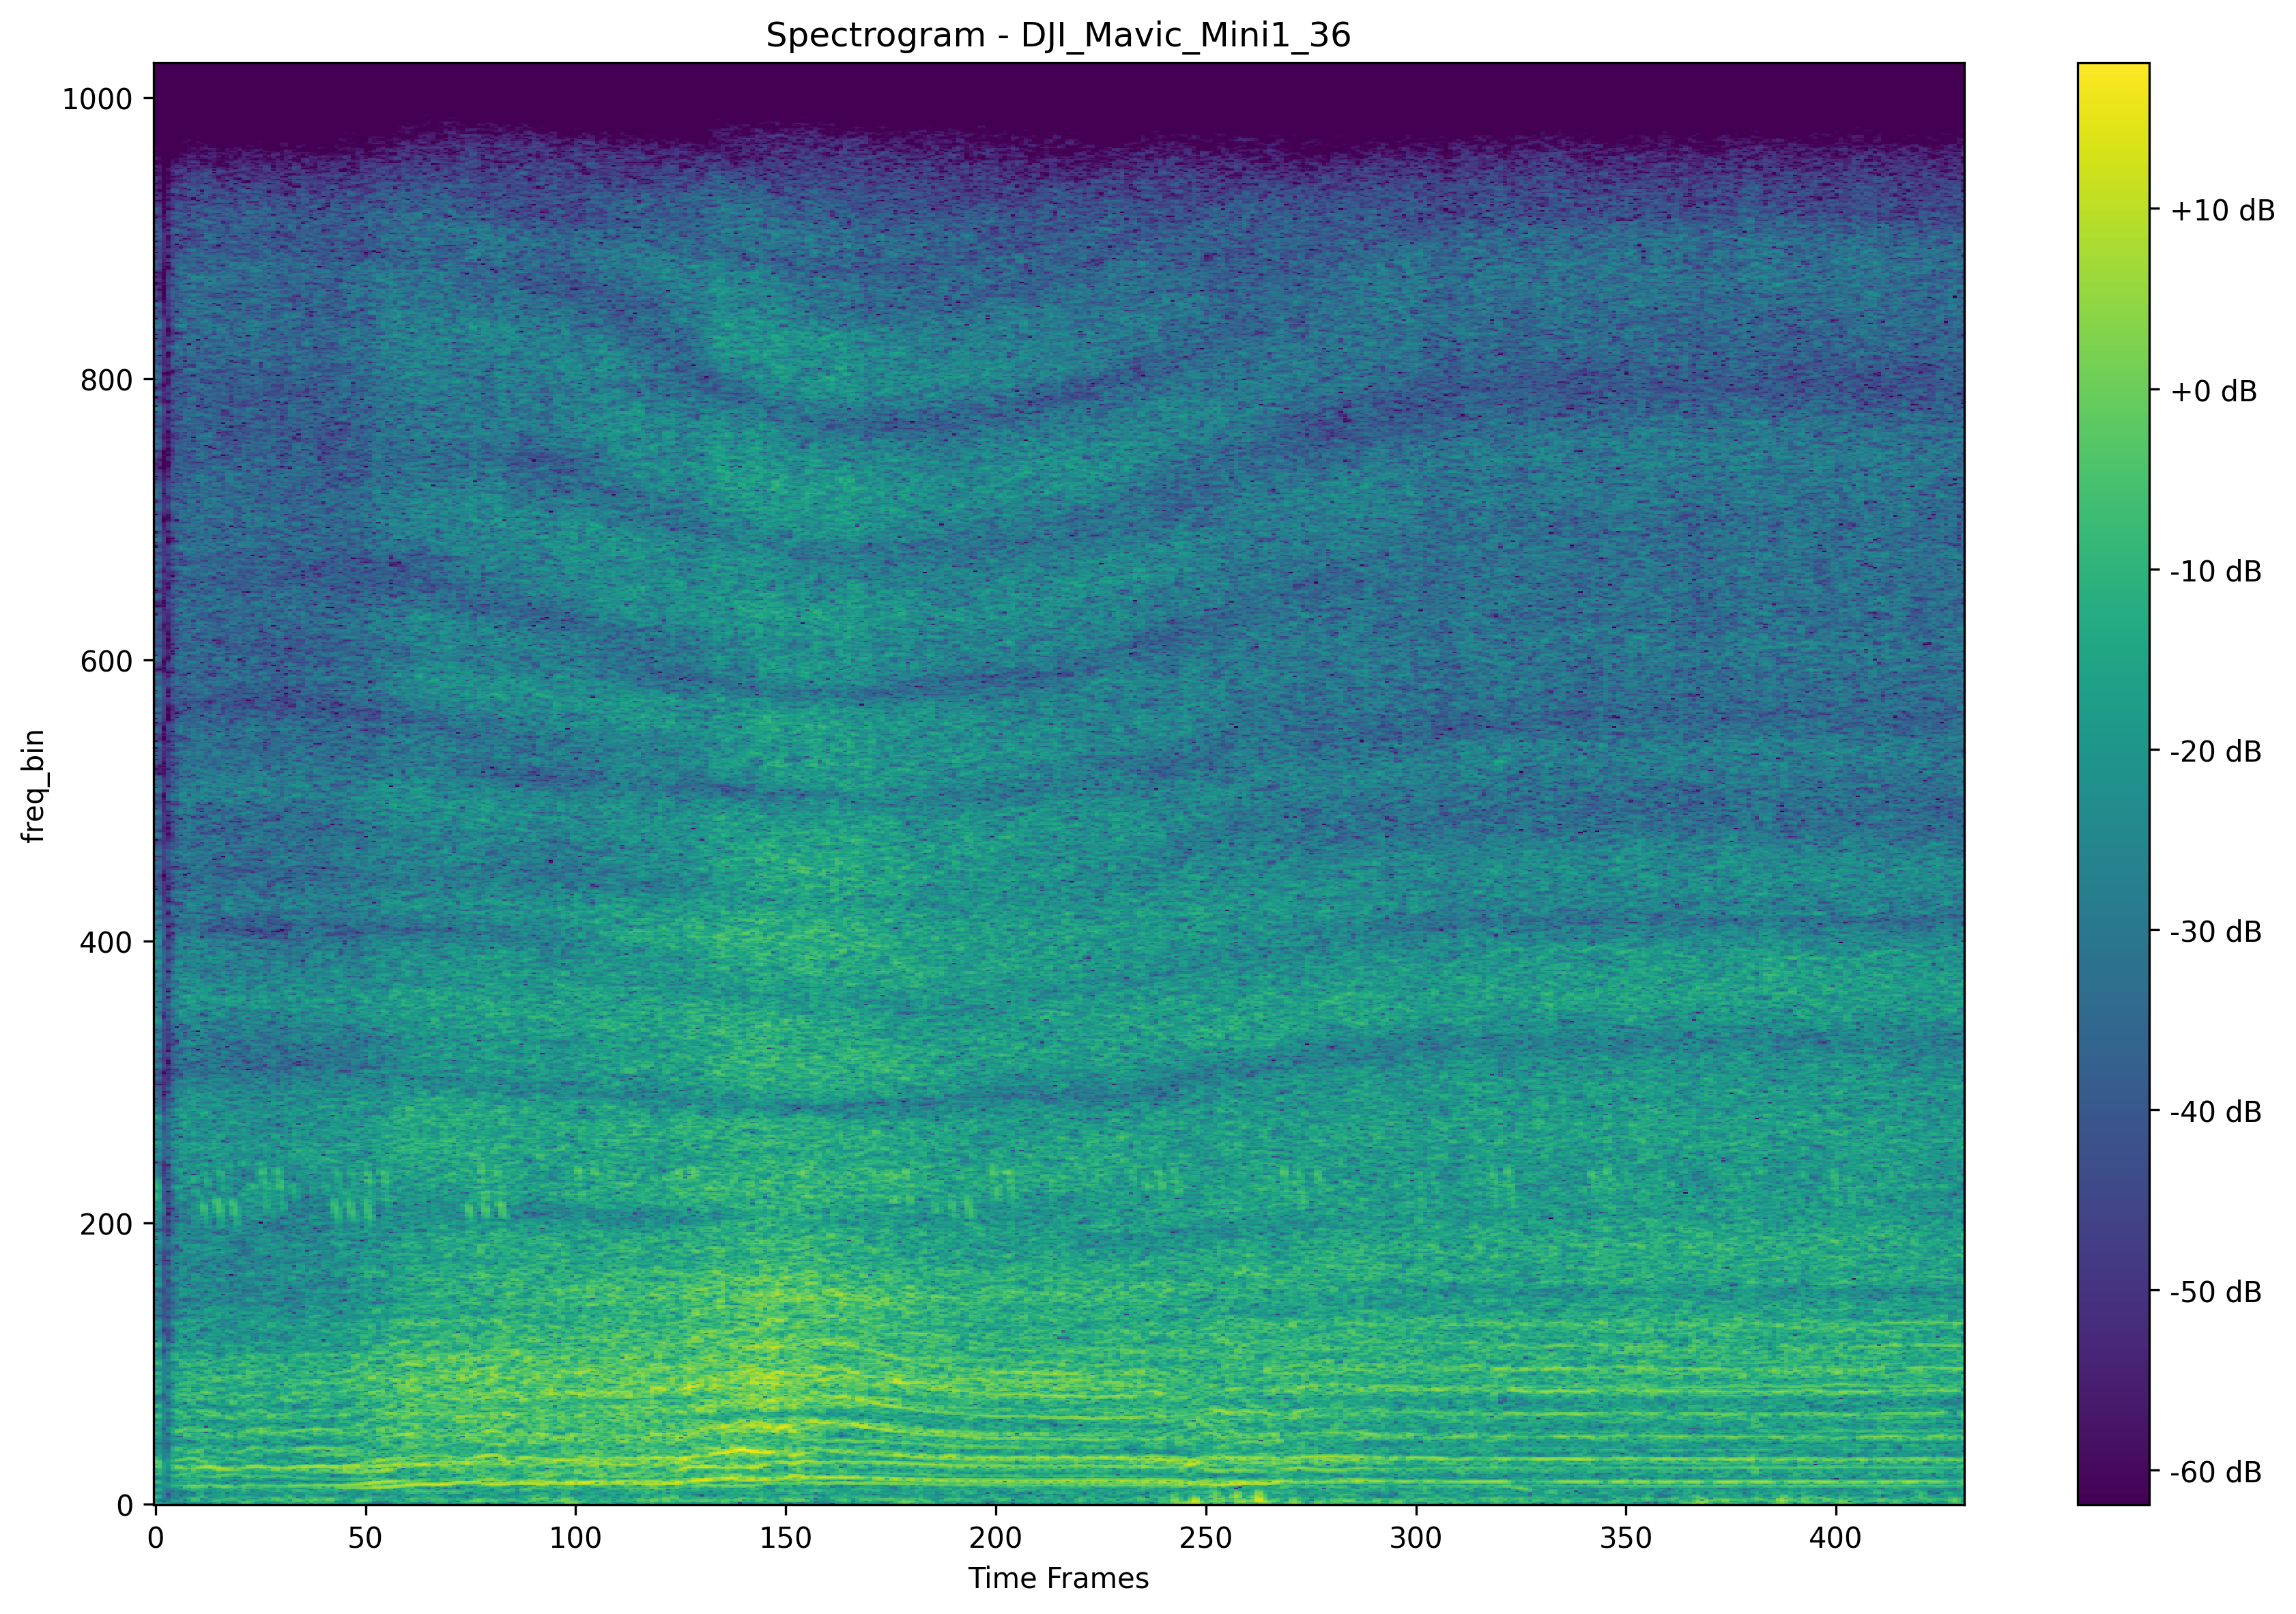 Spectrogram - DJI_Mavic_Mini1_36
1000
800
600
400
200
0
freq_bin
0 50 100 150 200 250 300 350 400
Time Frames
+10 dB
+0 dB
-10 dB
-20 dB
-30 dB
-40 dB
-50 dB
-60 dB